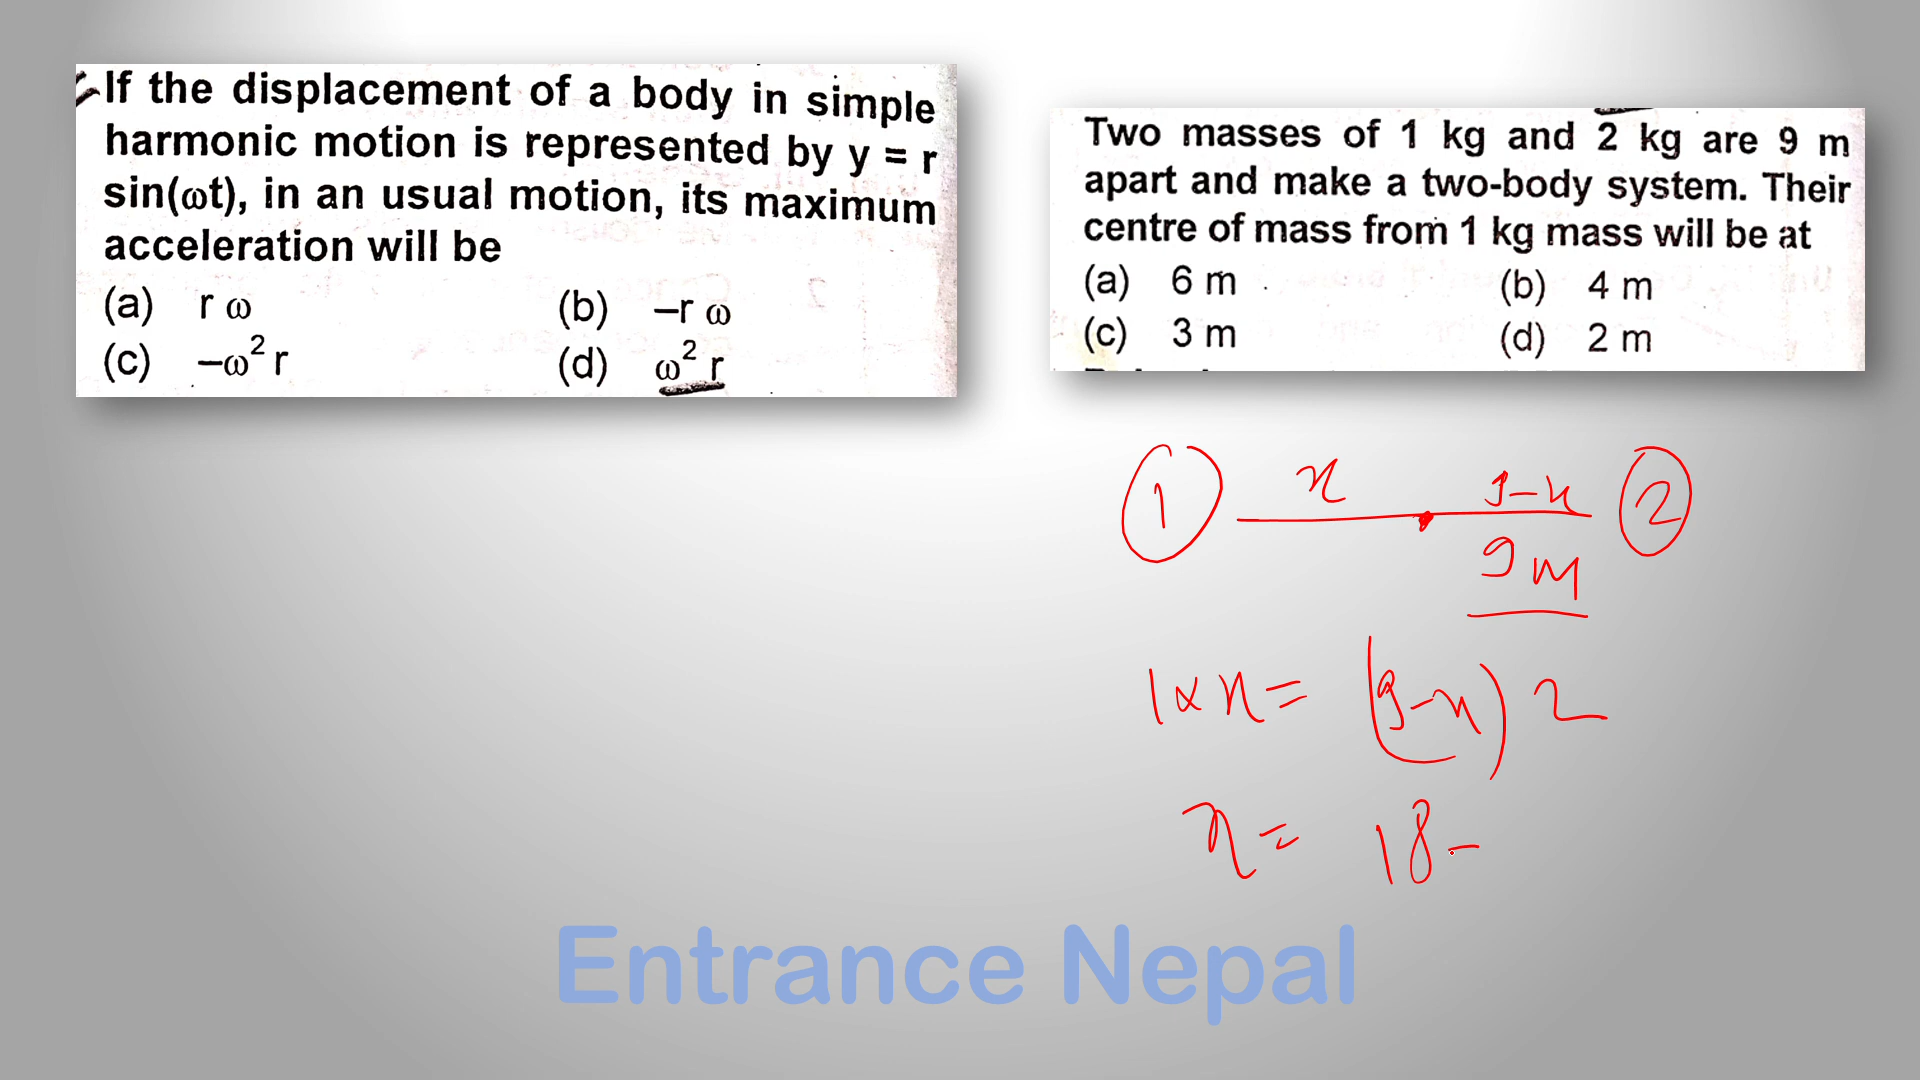 If the displacement of a body in simple
harmonic motion is represented by y = r
sin(ωt), in an usual motion, its maximum
acceleration will be
(a) r ω (b) –r ω
(c) –ω² r (d) ω² r
Two masses of 1 kg and 2 kg are 9 m
apart and make a two-body system. Their
centre of mass from 1 kg mass will be at
(a) 6 m (b) 4 m
(c) 3 m (d) 2 m
1 x 9-x 2
9m
1×x = (9-x) 2
x = 18 -
Entrance Nepal